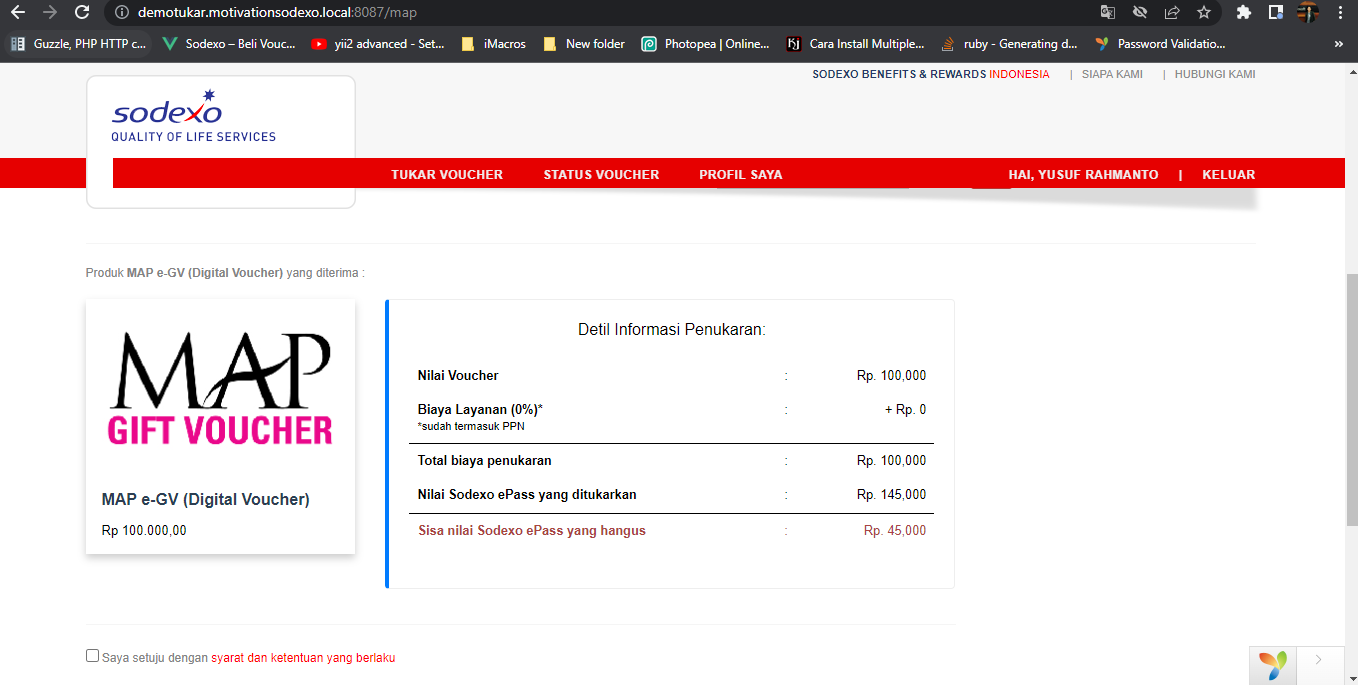 demotukar.motivationsodexo.local:8087/map
Guzzle, PHP HTTP c... Sodexo – Beli Vouc... yii2 advanced - Set... iMacros New folder Photopea | Online... Cara Install Multiple... ruby - Generating d... Password Validatio... »
SODEXO BENEFITS & REWARDS INDONESIA | SIAPA KAMI | HUBUNGI KAMI
sodexo
QUALITY OF LIFE SERVICES
TUKAR VOUCHER STATUS VOUCHER PROFIL SAYA HAI, YUSUF RAHMANTO | KELUAR
Produk MAP e-GV (Digital Voucher) yang diterima :
MAP
GIFT VOUCHER
MAP e-GV (Digital Voucher)
Rp 100.000,00
Detil Informasi Penukaran:
Nilai Voucher : Rp. 100,000
Biaya Layanan (0%)* : + Rp. 0
*sudah termasuk PPN
Total biaya penukaran : Rp. 100,000
Nilai Sodexo ePass yang ditukarkan : Rp. 145,000
Sisa nilai Sodexo ePass yang hangus : Rp. 45,000
Saya setuju dengan syarat dan ketentuan yang berlaku